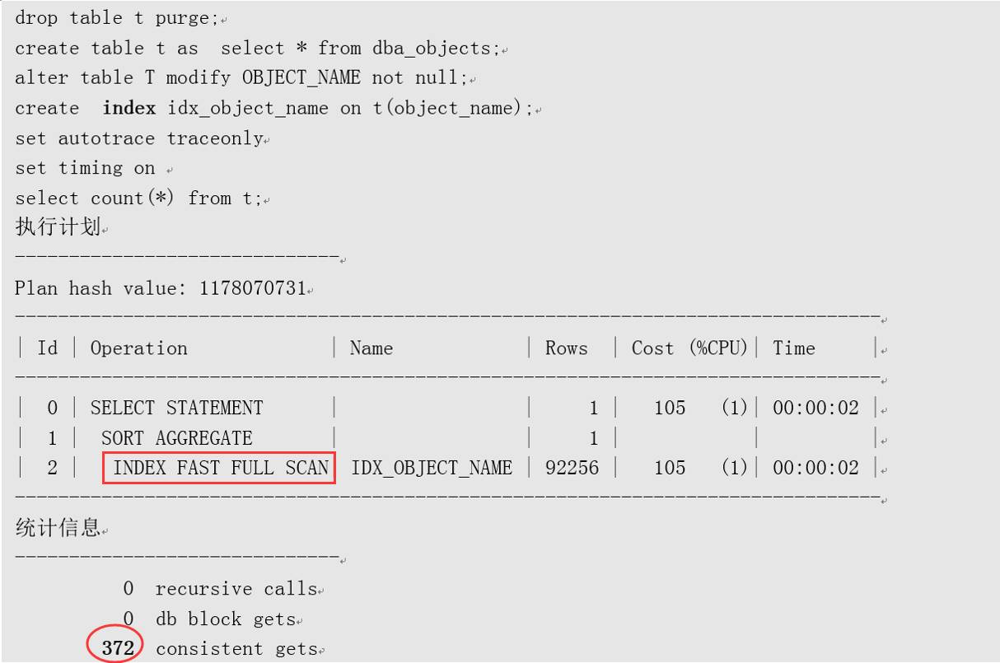 drop table t purge;
create table t as  select * from dba_objects;
alter table T modify OBJECT_NAME not null;
create  index idx_object_name on t(object_name);
set autotrace traceonly
set timing on
select count(*) from t;
执行计划
------------------------------
Plan hash value: 1178070731
--------------------------------------------------------------------------------
| Id | Operation             | Name            | Rows  | Cost (%CPU)| Time     |
--------------------------------------------------------------------------------
|  0 | SELECT STATEMENT      |                 |     1 |   105   (1)| 00:00:02 |
|  1 |  SORT AGGREGATE       |                 |     1 |            |          |
|  2 |   INDEX FAST FULL SCAN| IDX_OBJECT_NAME | 92256 |   105   (1)| 00:00:02 |
--------------------------------------------------------------------------------
统计信息
------------------------------
0  recursive calls
0  db block gets
372  consistent gets